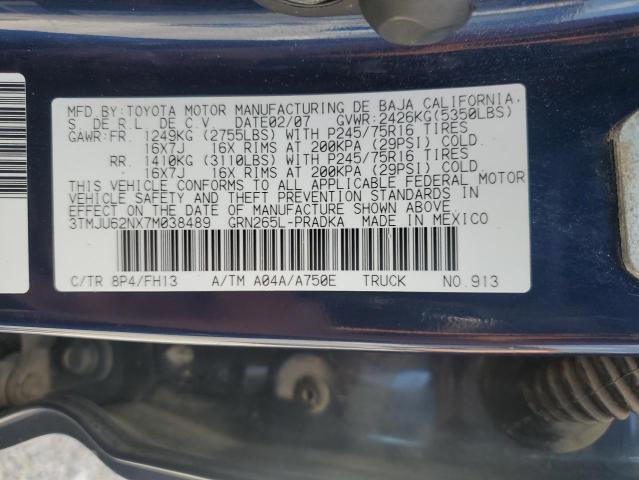 MFD. BY: TOYOTA MOTOR MANUFACTURING DE BAJA CALIFORNIA,
S. DE R.L. DE C.V. DATE02/07 GVWR:2426KG(5350LBS)
GAWR:FR. 1249KG (2755LBS) WITH P245/75R16 TIRES
16X7J 16X RIMS AT 200KPA (29PSI) COLD.
RR. 1410KG (3110LBS) WITH P245/75R16 TIRES
16X7J 16X RIMS AT 200KPA (29PSI) COLD.
THIS VEHICLE CONFORMS TO ALL APPLICABLE FEDERAL MOTOR
VEHICLE SAFETY AND THEFT PREVENTION STANDARDS IN
EFFECT ON THE DATE OF MANUFACTURE SHOWN ABOVE.
3TMJU62NX7M038489 GRN265L-PRADKA MADE IN MEXICO
C/TR 8P4/FH13 A/TM A04A/A750E TRUCK NO.913